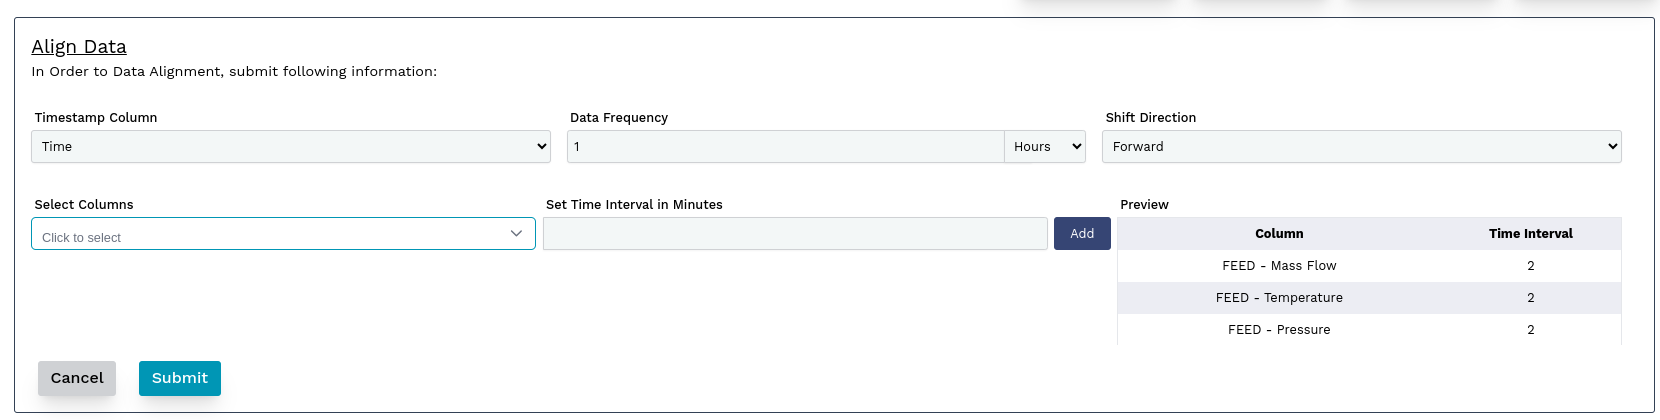 Align Data
In Order to Data Alignment, submit following information:
Timestamp Column
Data Frequency
Shift Direction
Time
1
Hours
Forward
Select Columns
Set Time Interval in Minutes
Preview
Click to select
Add
Column
Time Interval
FEED - Mass Flow
2
FEED - Temperature
2
FEED - Pressure
2
Cancel
Submit